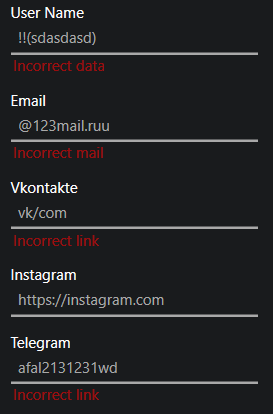 User Name
!!(sdasdasd)
Incorrect data
Email
@123mail.ruu
Incorrect mail
Vkontakte
vk/com
Incorrect link
Instagram
https://instagram.com
Telegram
afal2131231wd
Incorrect link